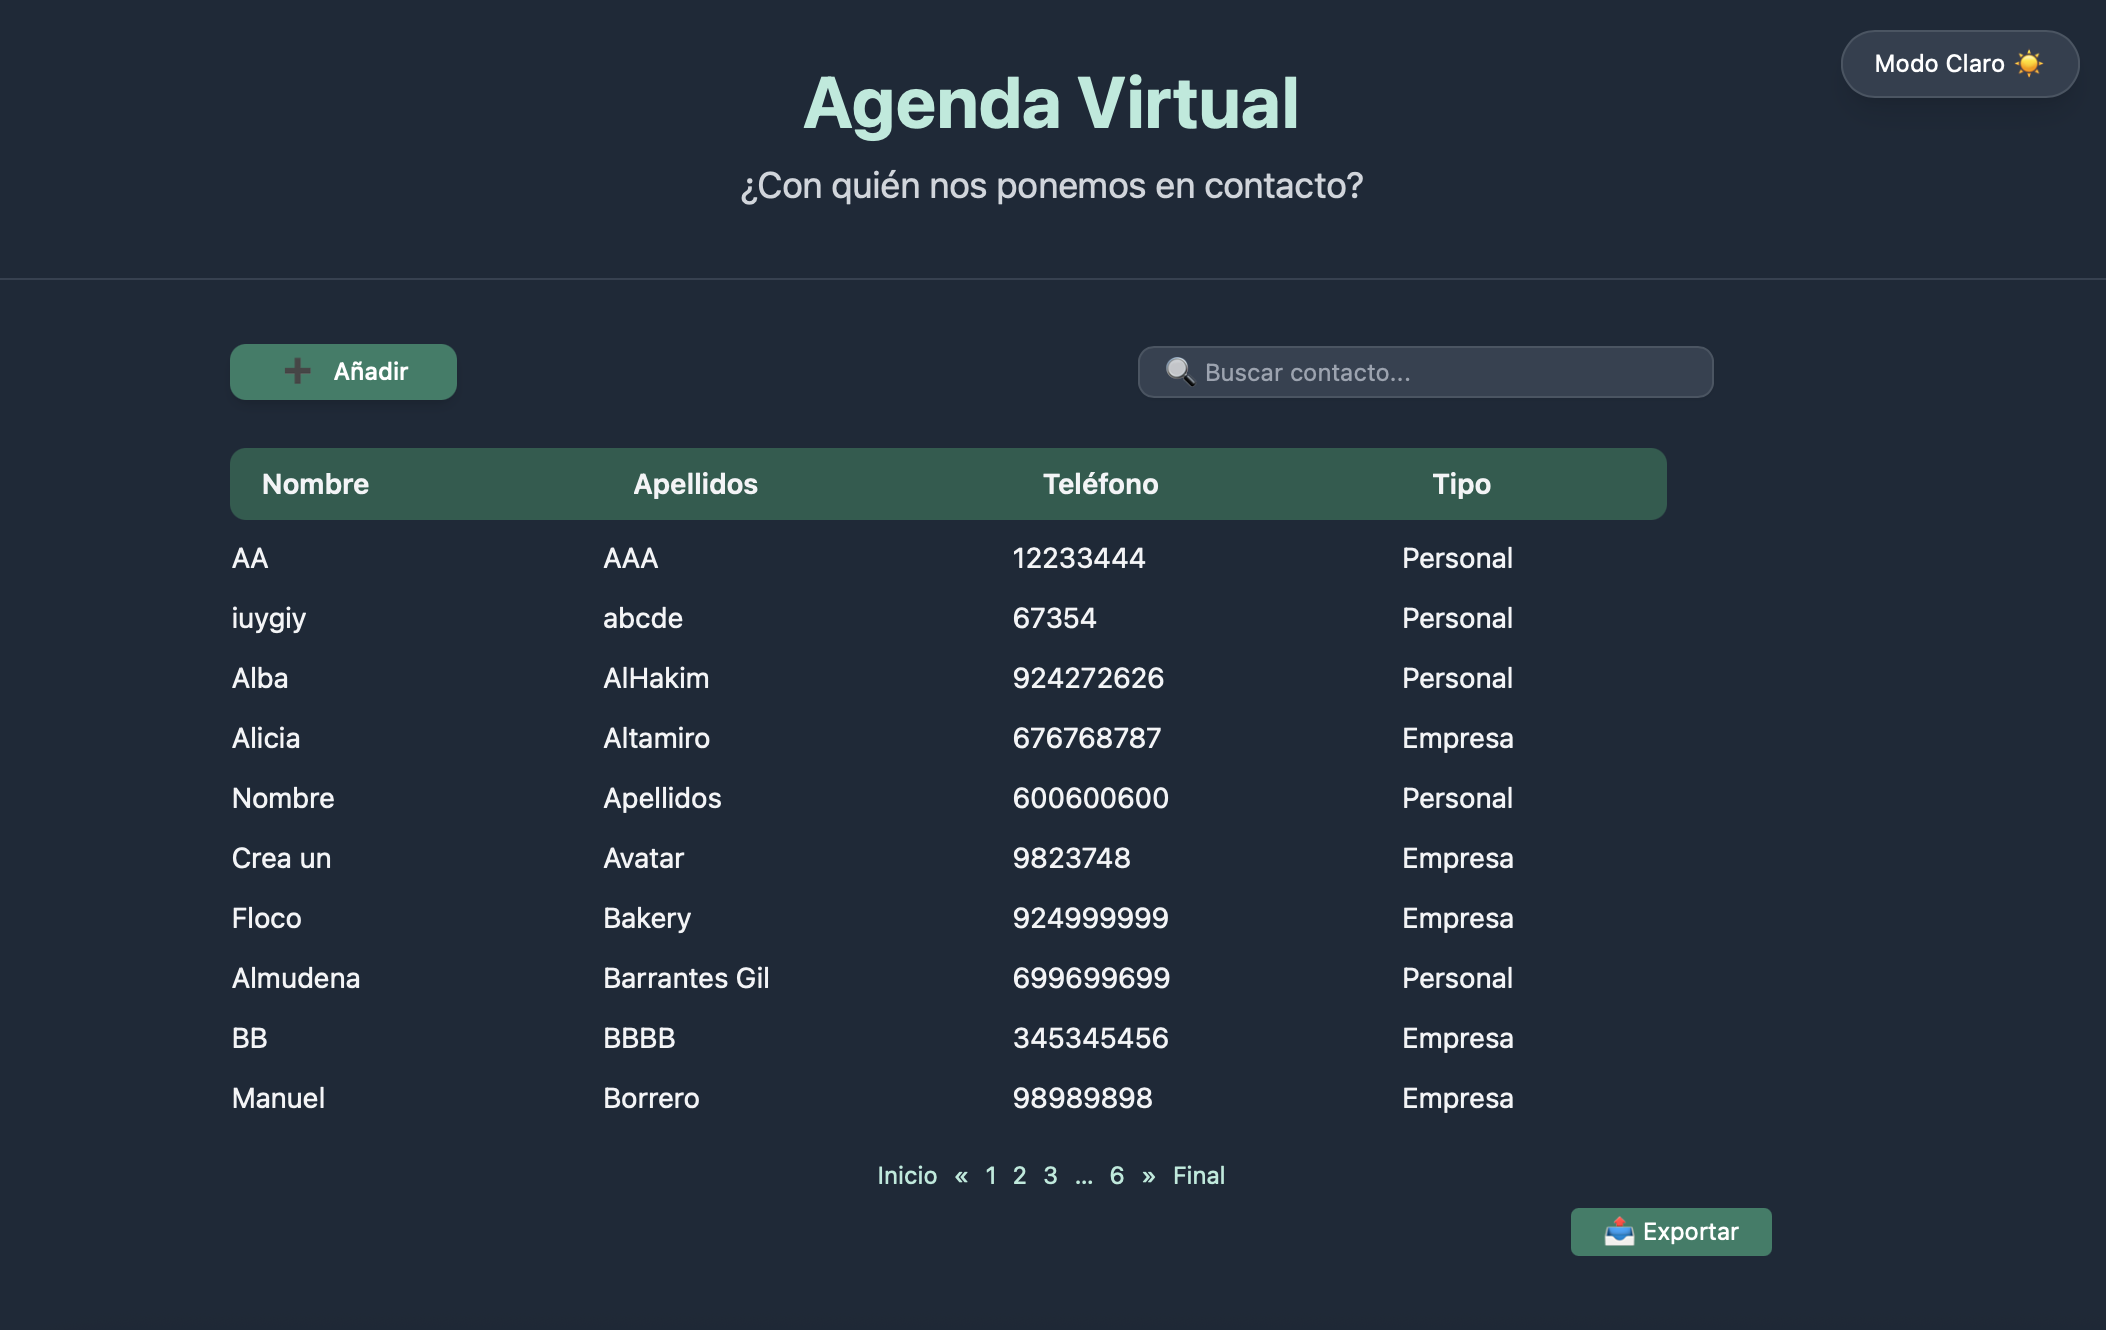 Modo Claro ☀️
Agenda Virtual
¿Con quién nos ponemos en contacto?
➕ Añadir
🔍 Buscar contacto...
Nombre Apellidos Teléfono Tipo
AA AAA 12233444 Personal
iuygiy abcde 67354 Personal
Alba AlHakim 924272626 Personal
Alicia Altamiro 676768787 Empresa
Nombre Apellidos 600600600 Personal
Crea un Avatar 9823748 Empresa
Floco Bakery 924999999 Empresa
Almudena Barrantes Gil 699699699 Personal
BB BBBB 345345456 Empresa
Manuel Borrero 98989898 Empresa
Inicio « 1 2 3 ... 6 » Final
📤 Exportar